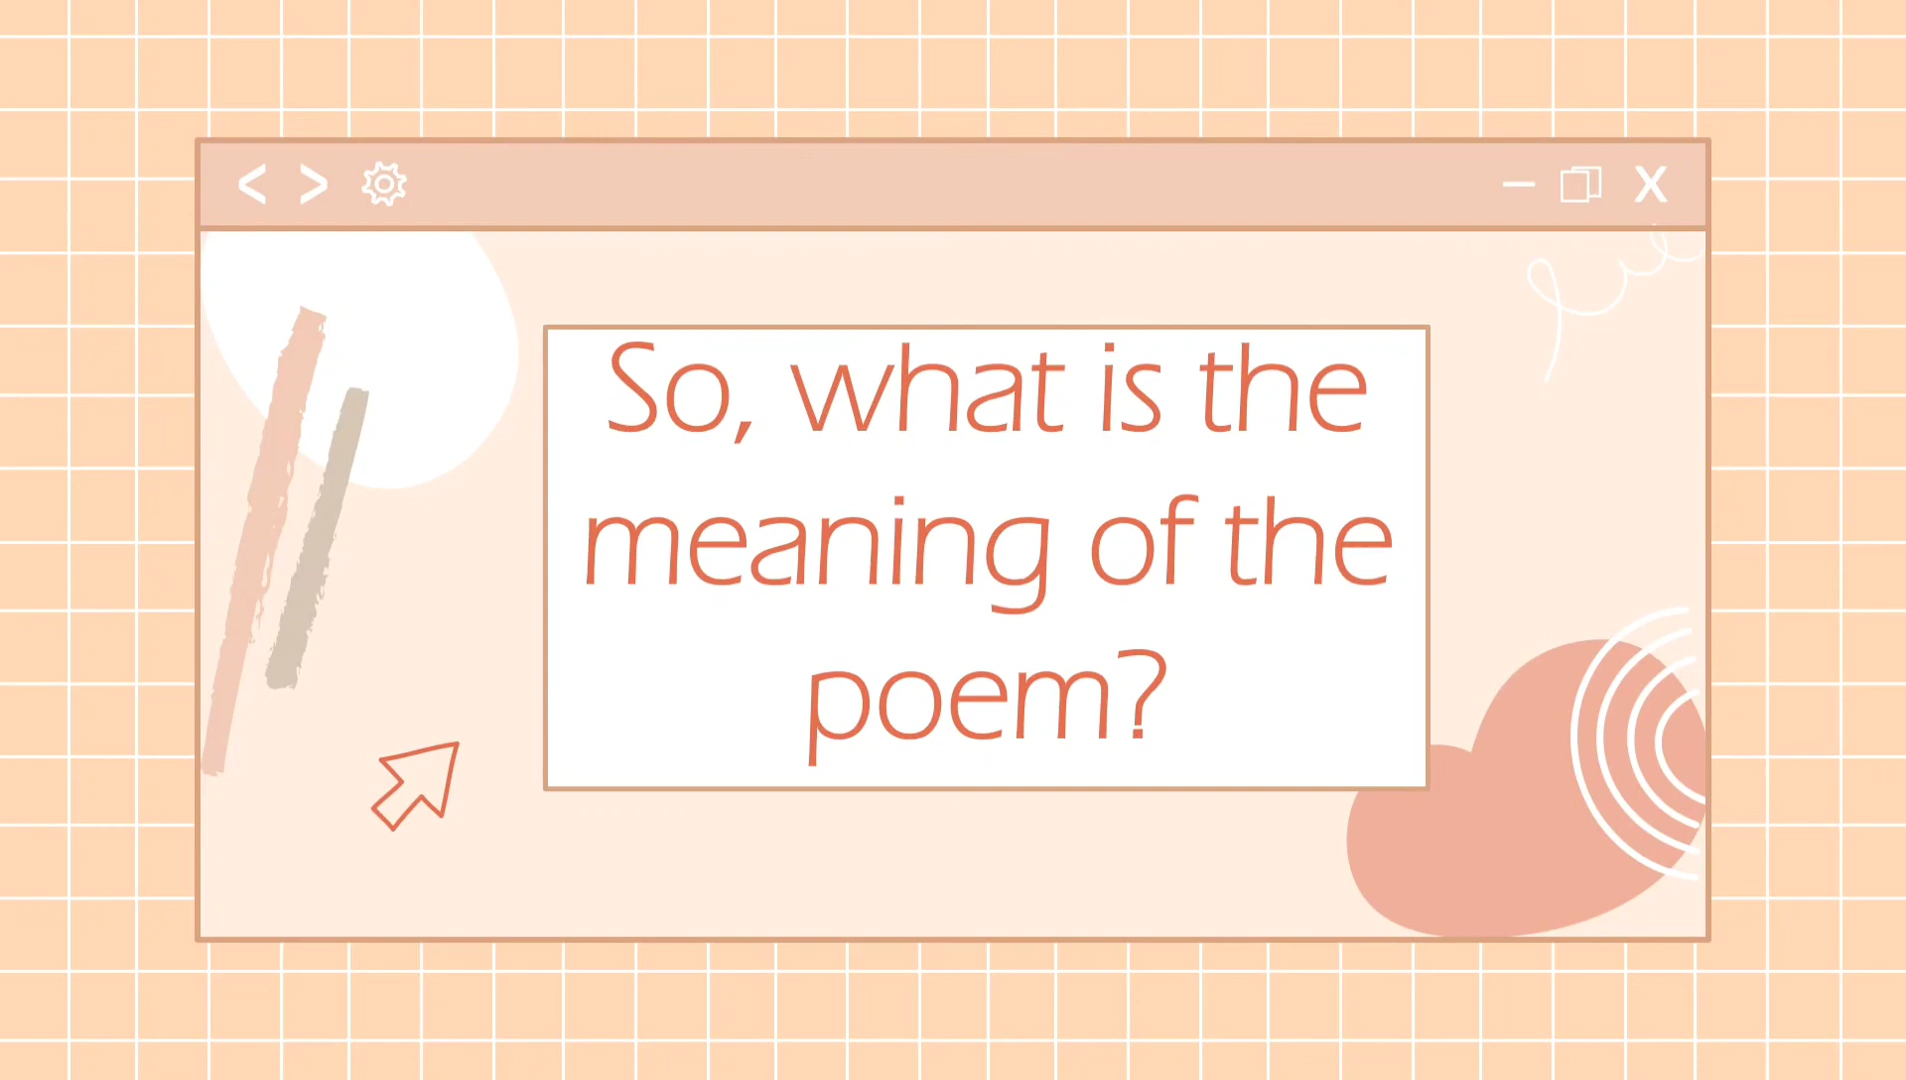 So, what is the
meaning of the
poem?